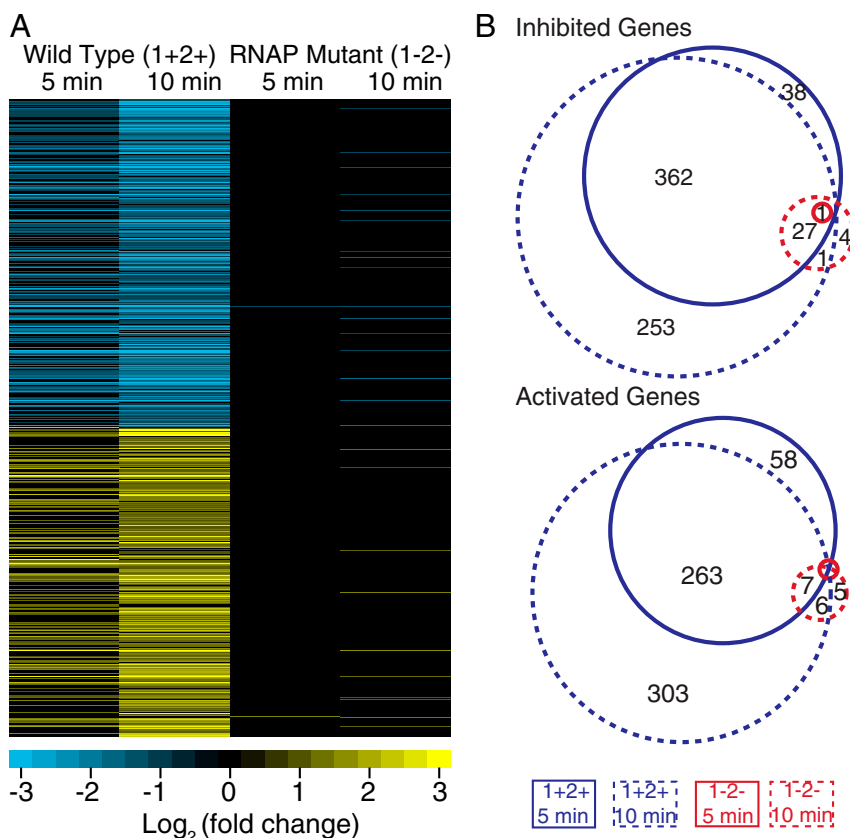 A
Wild Type (1+2+) RNAP Mutant (1-2-)
5 min 10 min 5 min 10 min
-3 -2 -1 0 1 2 3
Log2 (fold change)
B
Inhibited Genes
38
362
1
27 4
1
253
Activated Genes
58
263
7 5
6
303
1+2+ 1+2+ 1-2- 1-2-
5 min 10 min 5 min 10 min